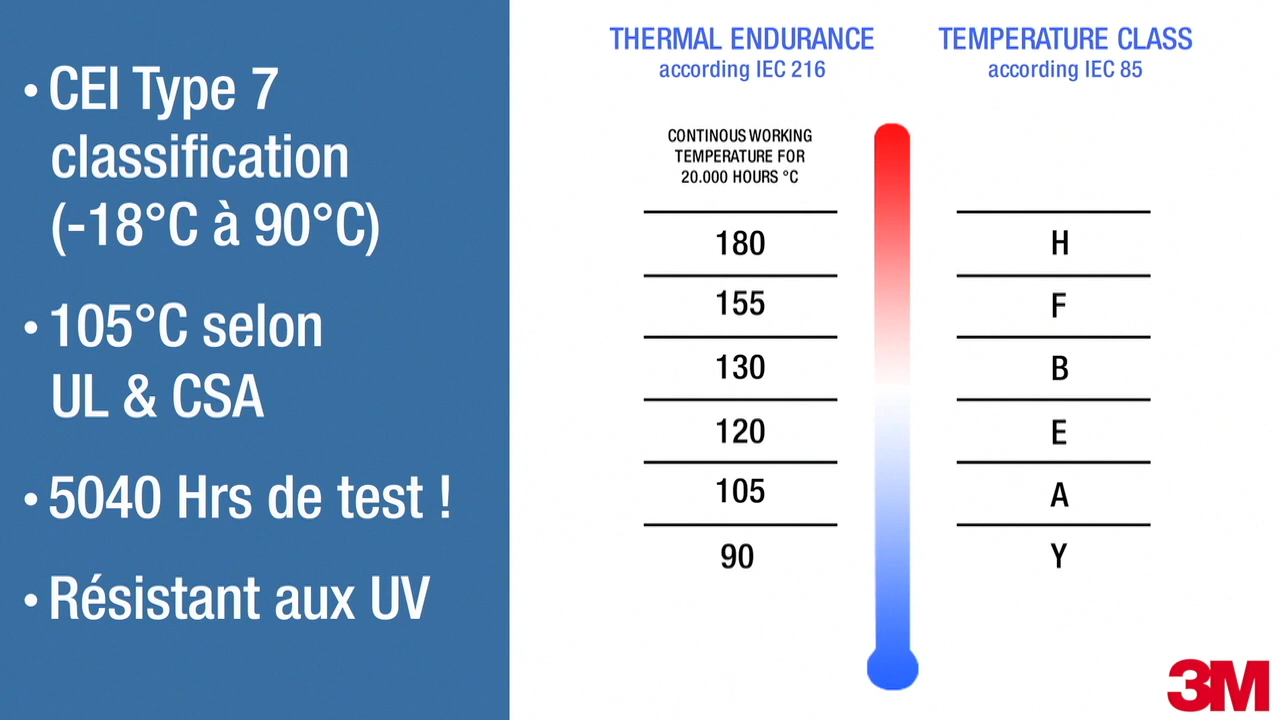 • CEI Type 7
classification
(-18°C à 90°C)
• 105°C selon
UL & CSA
• 5040 Hrs de test !
• Résistant aux UV
THERMAL ENDURANCE
according IEC 216
TEMPERATURE CLASS
according IEC 85
CONTINOUS WORKING
TEMPERATURE FOR
20.000 HOURS °C
180 H
155 F
130 B
120 E
105 A
90 Y
3M